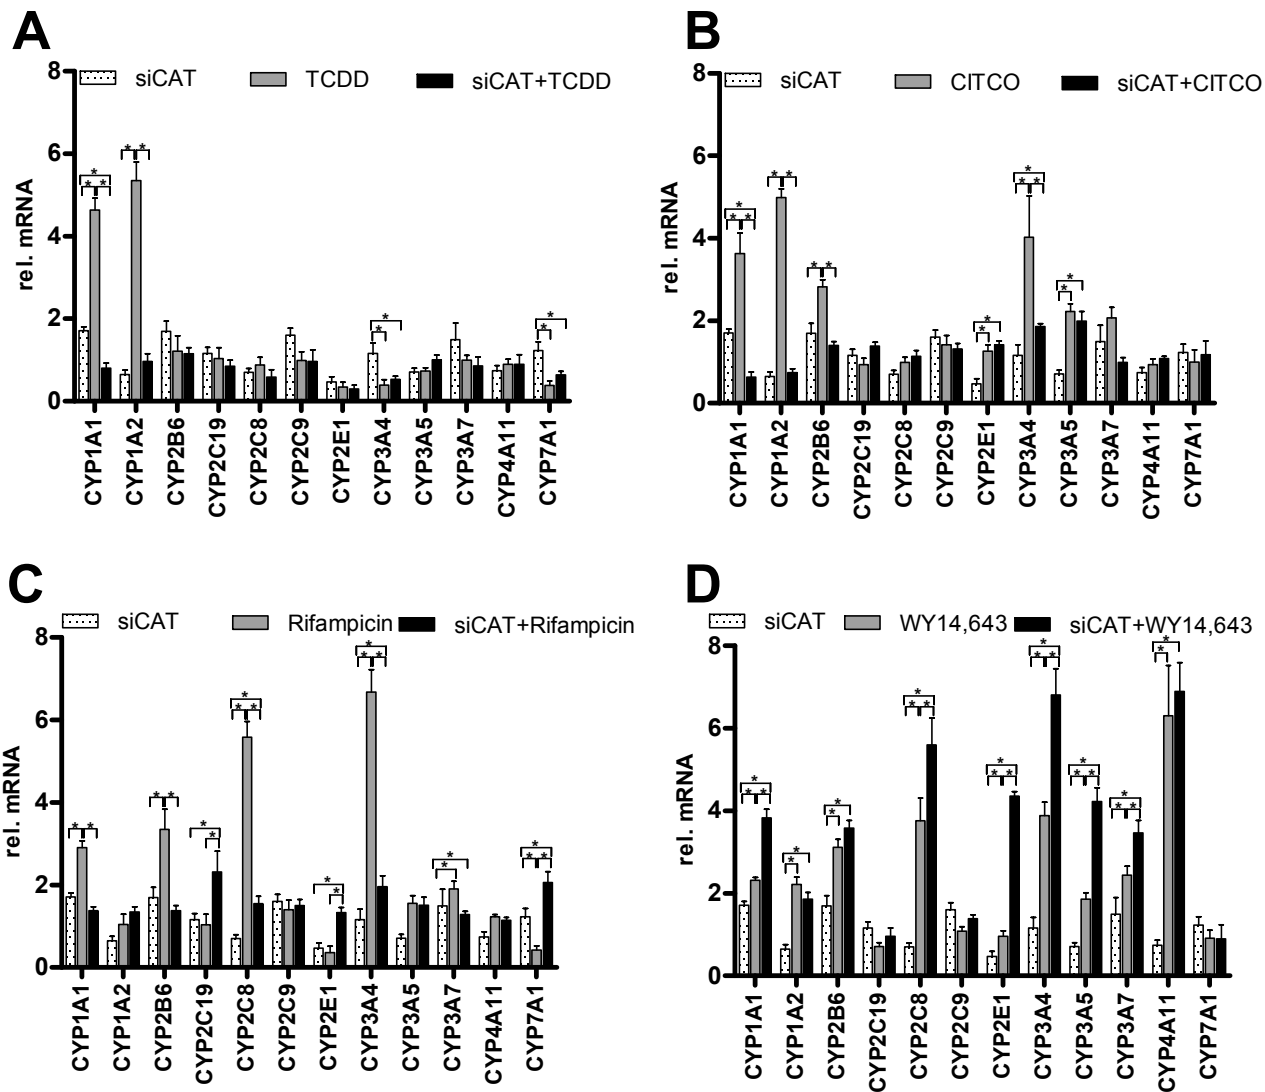 A
siCAT TCDD siCAT+TCDD
rel. mRNA
8
6
4
2
0
CYP1A1 CYP1A2 CYP2B6 CYP2C19 CYP2C8 CYP2C9 CYP2E1 CYP3A4 CYP3A5 CYP3A7 CYP4A11 CYP7A1
B
siCAT CITCO siCAT+CITCO
rel. mRNA
8
6
4
2
0
CYP1A1 CYP1A2 CYP2B6 CYP2C19 CYP2C8 CYP2C9 CYP2E1 CYP3A4 CYP3A5 CYP3A7 CYP4A11 CYP7A1
C
siCAT Rifampicin siCAT+Rifampicin
rel. mRNA
8
6
4
2
0
CYP1A1 CYP1A2 CYP2B6 CYP2C19 CYP2C8 CYP2C9 CYP2E1 CYP3A4 CYP3A5 CYP3A7 CYP4A11 CYP7A1
D
siCAT WY14,643 siCAT+WY14,643
rel. mRNA
8
6
4
2
0
CYP1A1 CYP1A2 CYP2B6 CYP2C19 CYP2C8 CYP2C9 CYP2E1 CYP3A4 CYP3A5 CYP3A7 CYP4A11 CYP7A1